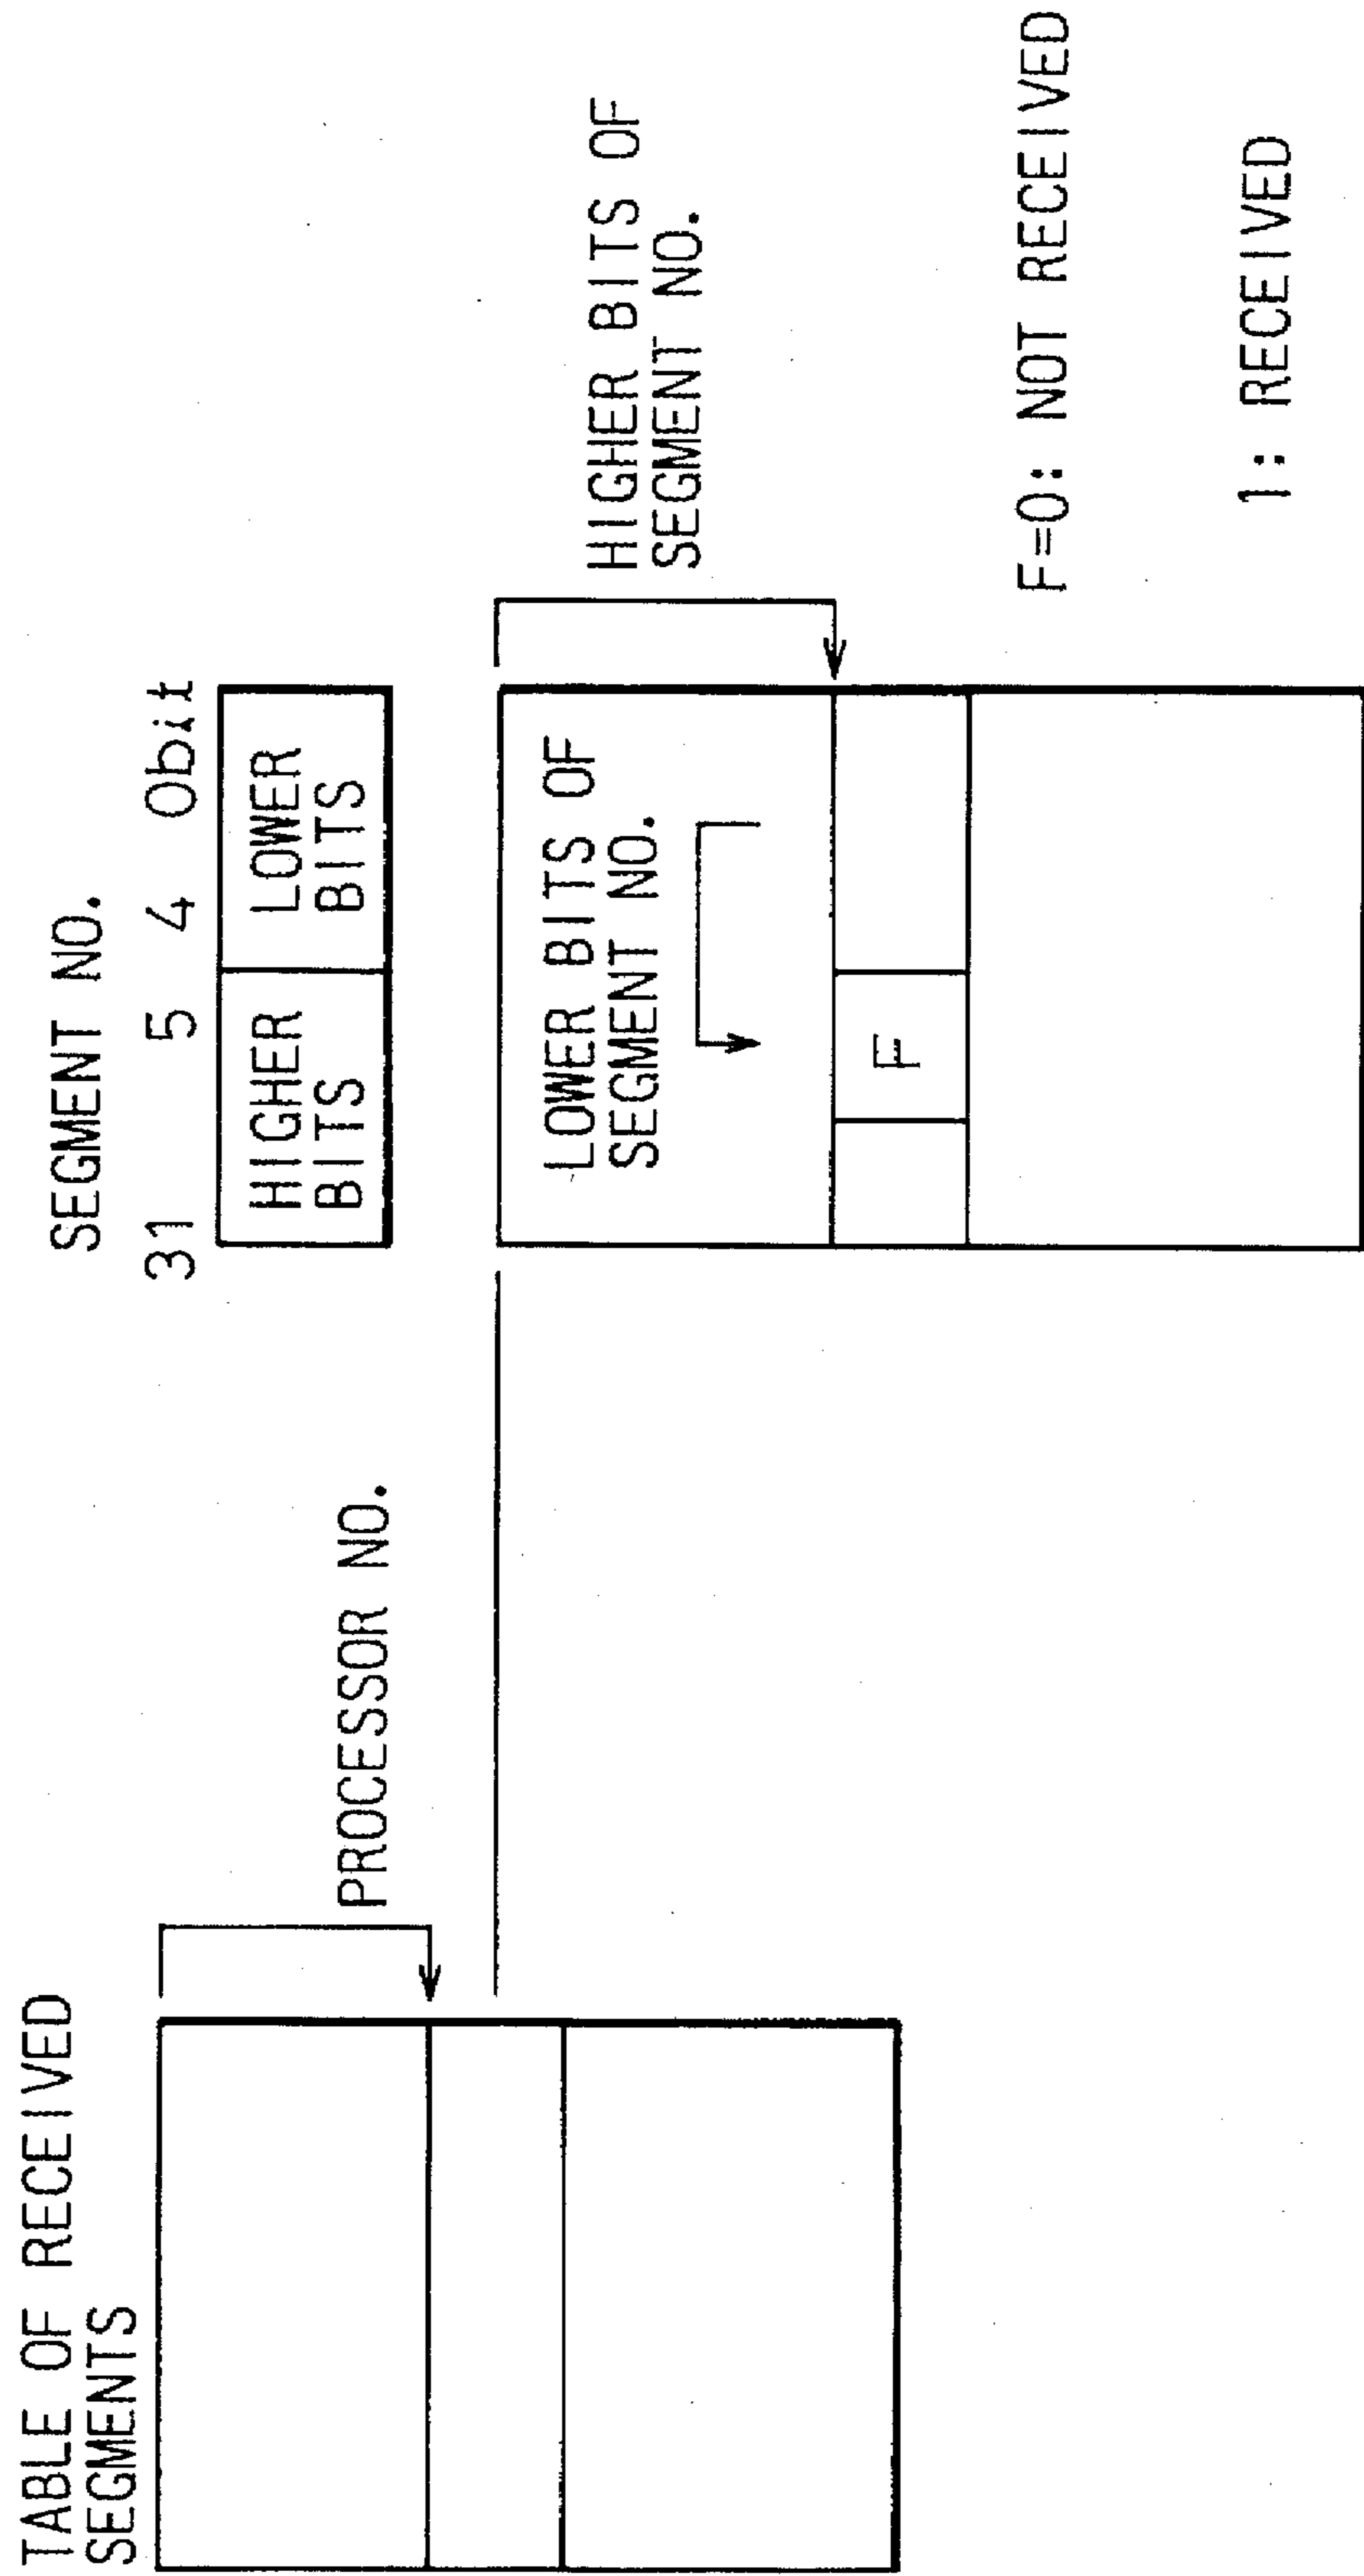 TABLE OF RECEIVED
SEGMENTS
PROCESSOR NO.
SEGMENT NO.
31 5 4 0bit
HIGHER
BITS
LOWER
BITS
LOWER BITS OF
SEGMENT NO.
F
HIGHER BITS OF
SEGMENT NO.
F=0: NOT RECEIVED
1: RECEIVED